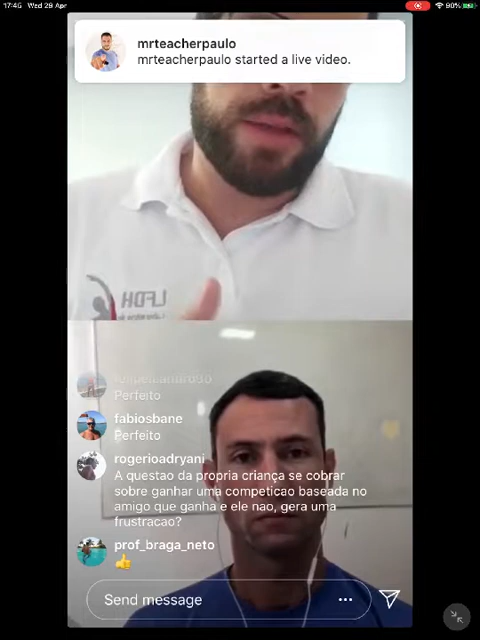 17:46 Wed 29 Apr
90%
mrteacherpaulo
mrteacherpaulo started a live video.
LFDH
Perfeito
fabiosbane
Perfeito
rogerioadryani
A questao da propria criança se cobrar
sobre ganhar uma competicao baseada no
amigo que ganha e ele nao, gera uma
frustracao?
prof_braga_neto
Send message